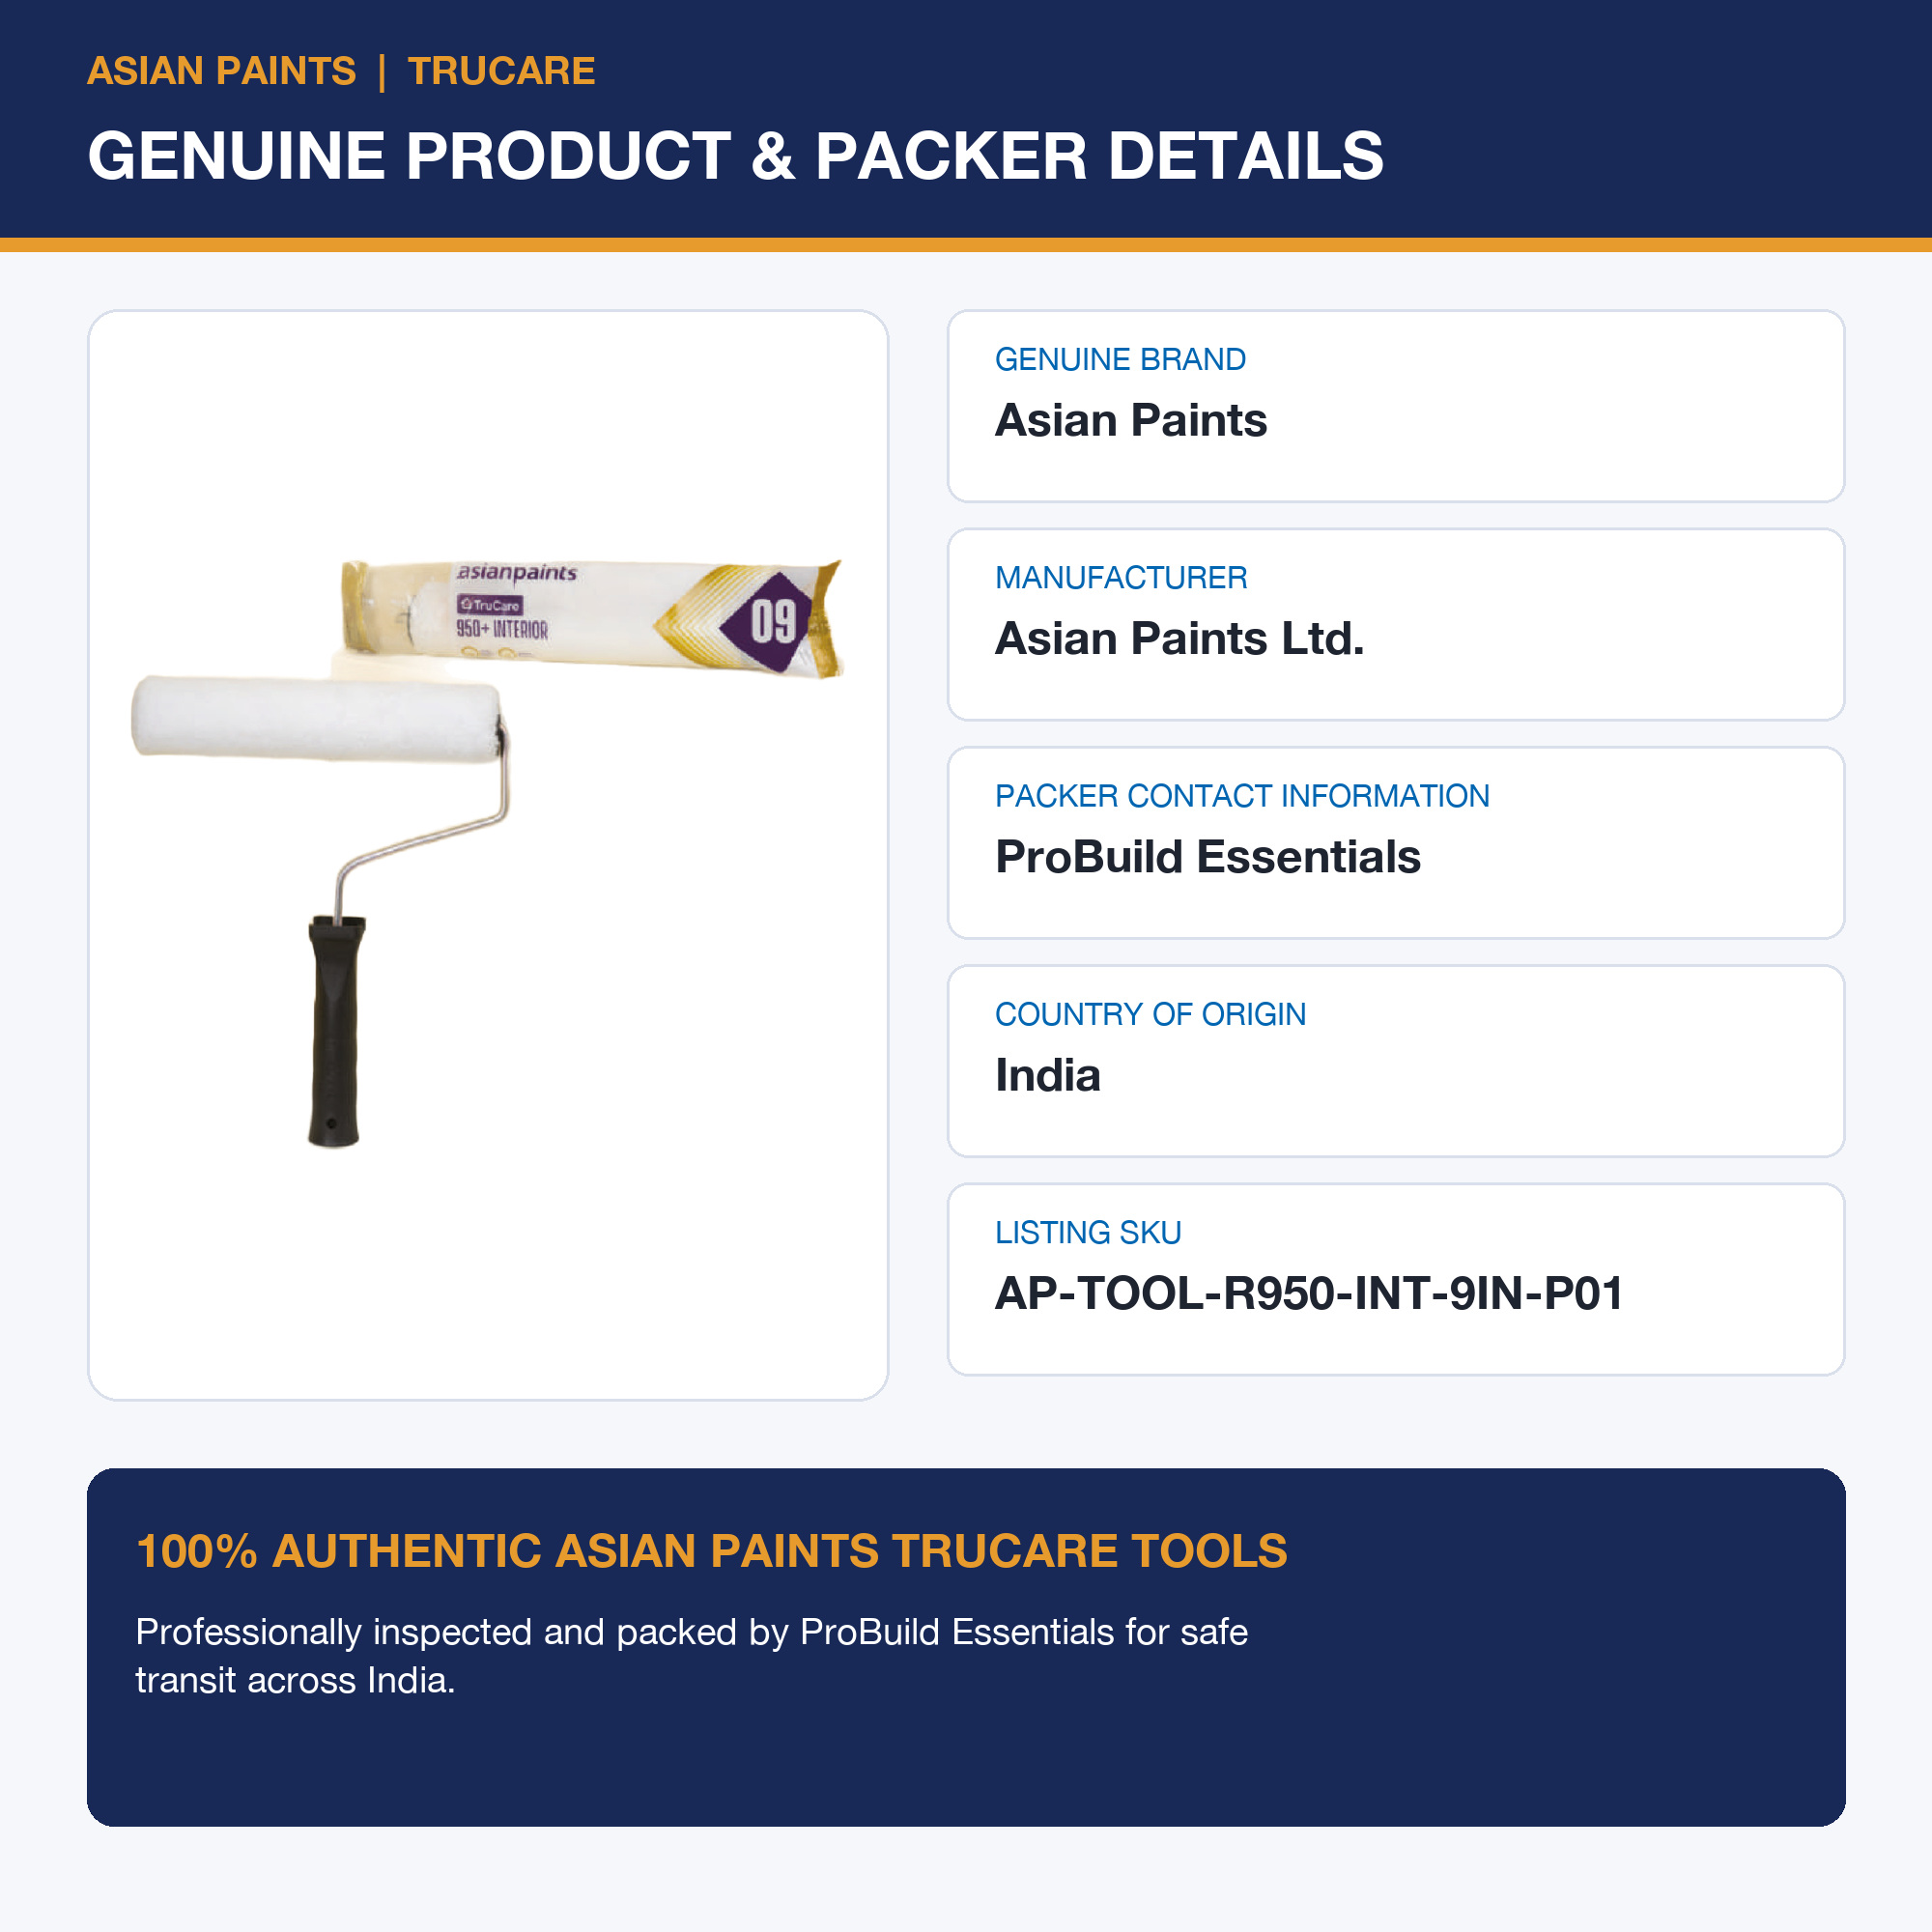 ASIAN PAINTS | TRUCARE
GENUINE PRODUCT & PACKER DETAILS
asianpaints
TruCare
950+ INTERIOR
09
GENUINE BRAND
Asian Paints
MANUFACTURER
Asian Paints Ltd.
PACKER CONTACT INFORMATION
ProBuild Essentials
COUNTRY OF ORIGIN
India
LISTING SKU
AP-TOOL-R950-INT-9IN-P01
100% AUTHENTIC ASIAN PAINTS TRUCARE TOOLS
Professionally inspected and packed by ProBuild Essentials for safe
transit across India.